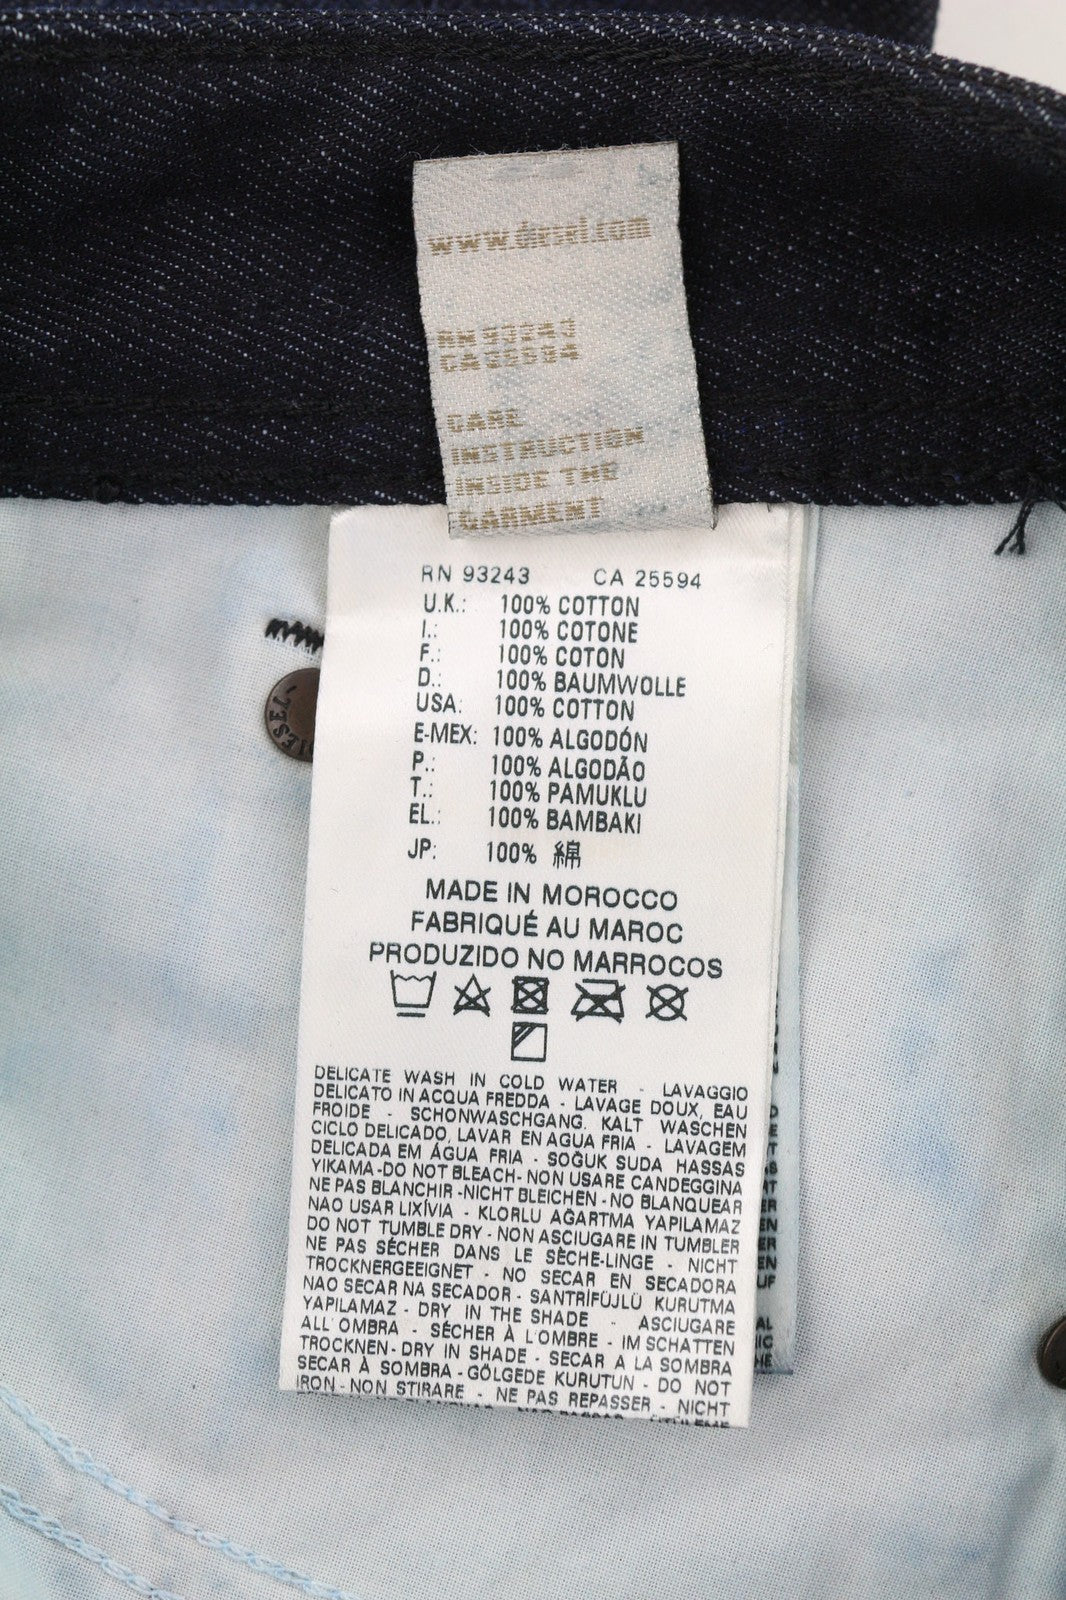 www.diesel.com
RN 93243
CA 25594
CARE
INSTRUCTION
INSIDE THE
GARMENT
RN 93243 CA 25594
U.K.: 100% COTTON
I.: 100% COTONE
F.: 100% COTON
D.: 100% BAUMWOLLE
USA: 100% COTTON
E-MEX: 100% ALGODÓN
P.: 100% ALGODÃO
T.: 100% PAMUKLU
EL.: 100% BAMBAKI
JP: 100% 綿
DIESEL
MADE IN MOROCCO
FABRIQUÉ AU MAROC
PRODUZIDO NO MARROCOS
DELICATE WASH IN COLD WATER - LAVAGGIO
DELICATO IN ACQUA FREDDA - LAVAGE DOUX, EAU
FROIDE - SCHONWASCHGANG. KALT WASCHEN
CICLO DELICADO, LAVAR EN AGUA FRIA - LAVAGEM
DELICADA EM ÁGUA FRIA - SOĞUK SUDA HASSAS
YIKAMA-DO NOT BLEACH- NON USARE CANDEGGINA
NE PAS BLANCHIR -NICHT BLEICHEN - NO BLANQUEAR
NAO USAR LIXÍVIA - KLORLU AĞARTMA YAPILAMAZ
DO NOT TUMBLE DRY - NON ASCIUGARE IN TUMBLER
NE PAS SÉCHER DANS LE SÈCHE-LINGE - NICHT
TROCKNERGEEIGNET - NO SECAR EN SECADORA
NAO SECAR NA SECADOR - SANTRİFÜJLÜ KURUTMA
YAPILAMAZ - DRY IN THE SHADE - ASCIUGARE
ALL'OMBRA - SÉCHER À L'OMBRE - IM SCHATTEN
TROCKNEN- DRY IN SHADE - SECAR A LA SOMBRA
SECAR À SOMBRA - GÖLGEDE KURUTUN - DO NOT
IRON - NON STIRARE - NE PAS REPASSER - NICHT